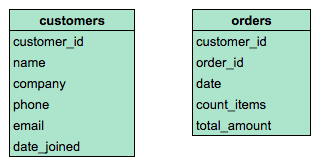 customers
customer_id
name
company
phone
email
date_joined
orders
customer_id
order_id
date
count_items
total_amount